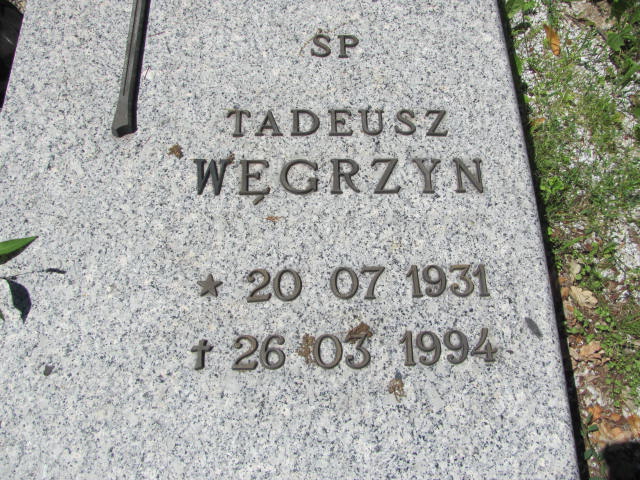 ŚP
TADEUSZ
WĘGRZYN
★ 20 07 1931
✝ 26 03 1994